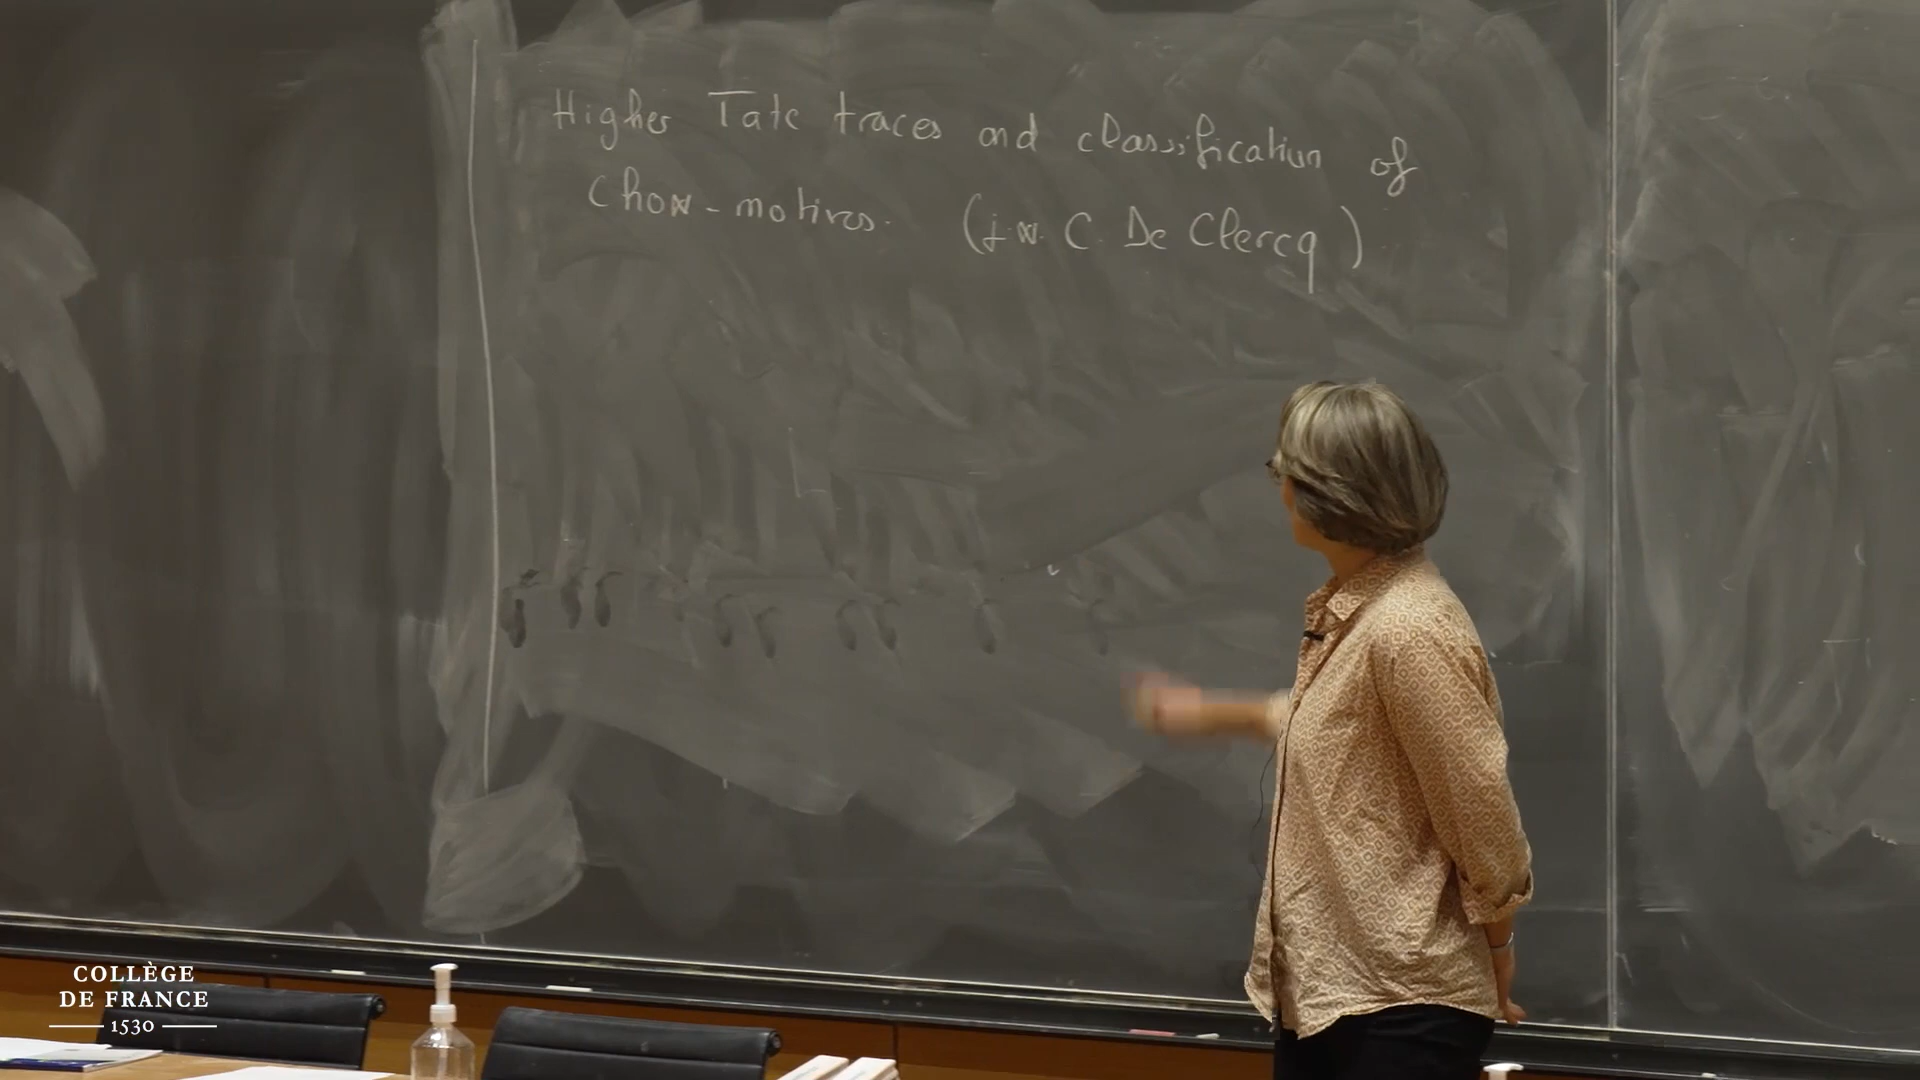 Higher Tate traces and classification of
Chow-motives. (j.w. C. De Clercq)
COLLÈGE
DE FRANCE
1530